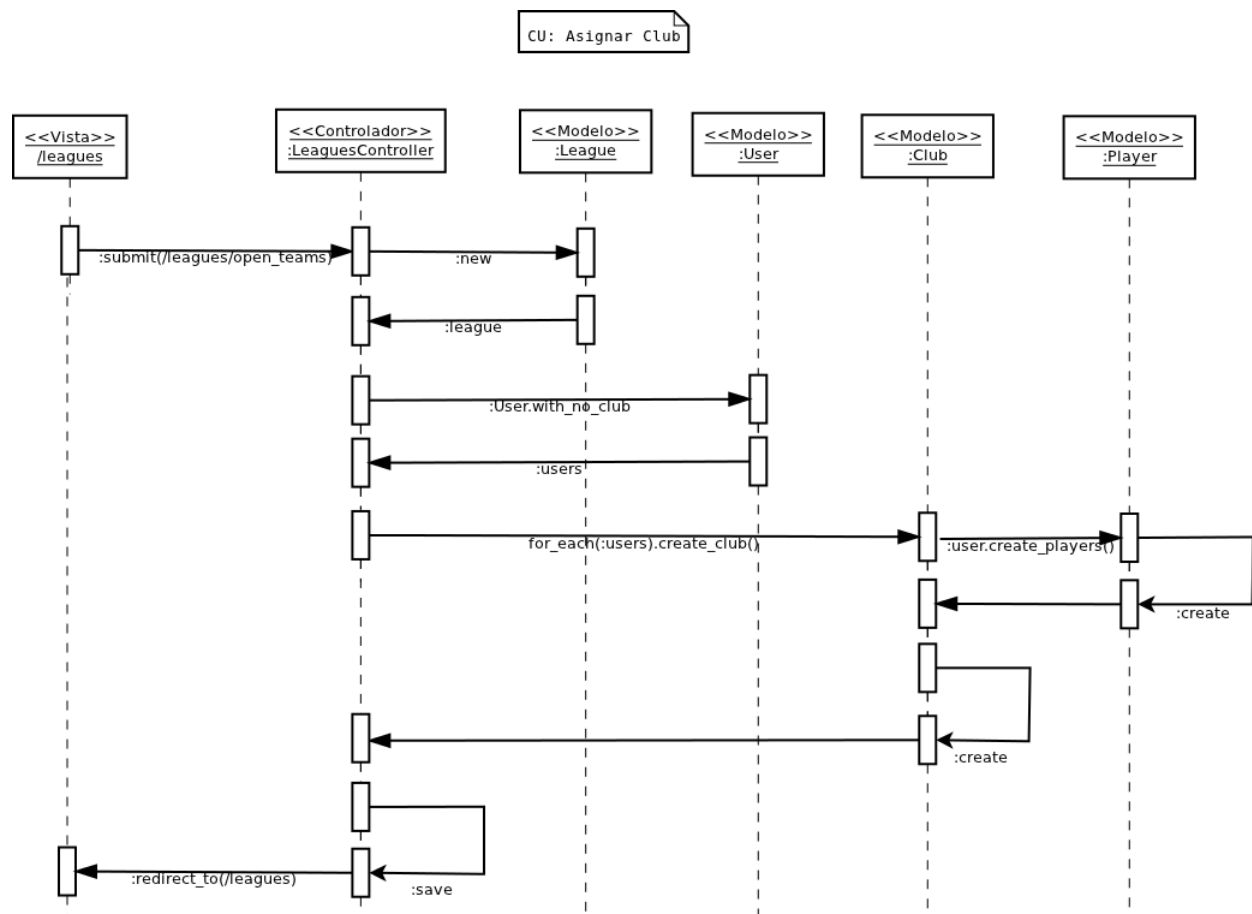 CU: Asignar Club
<<Vista>>
/leagues
<<Controlador>>
:LeaguesController
<<Modelo>>
:League
<<Modelo>>
:User
<<Modelo>>
:Club
<<Modelo>>
:Player
:submit(/leagues/open_teams)
:new
:league
:User.with_no_club
:users
for_each(:users).create_club()
:user.create_players()
:create
:create
:redirect_to(/leagues)
:save